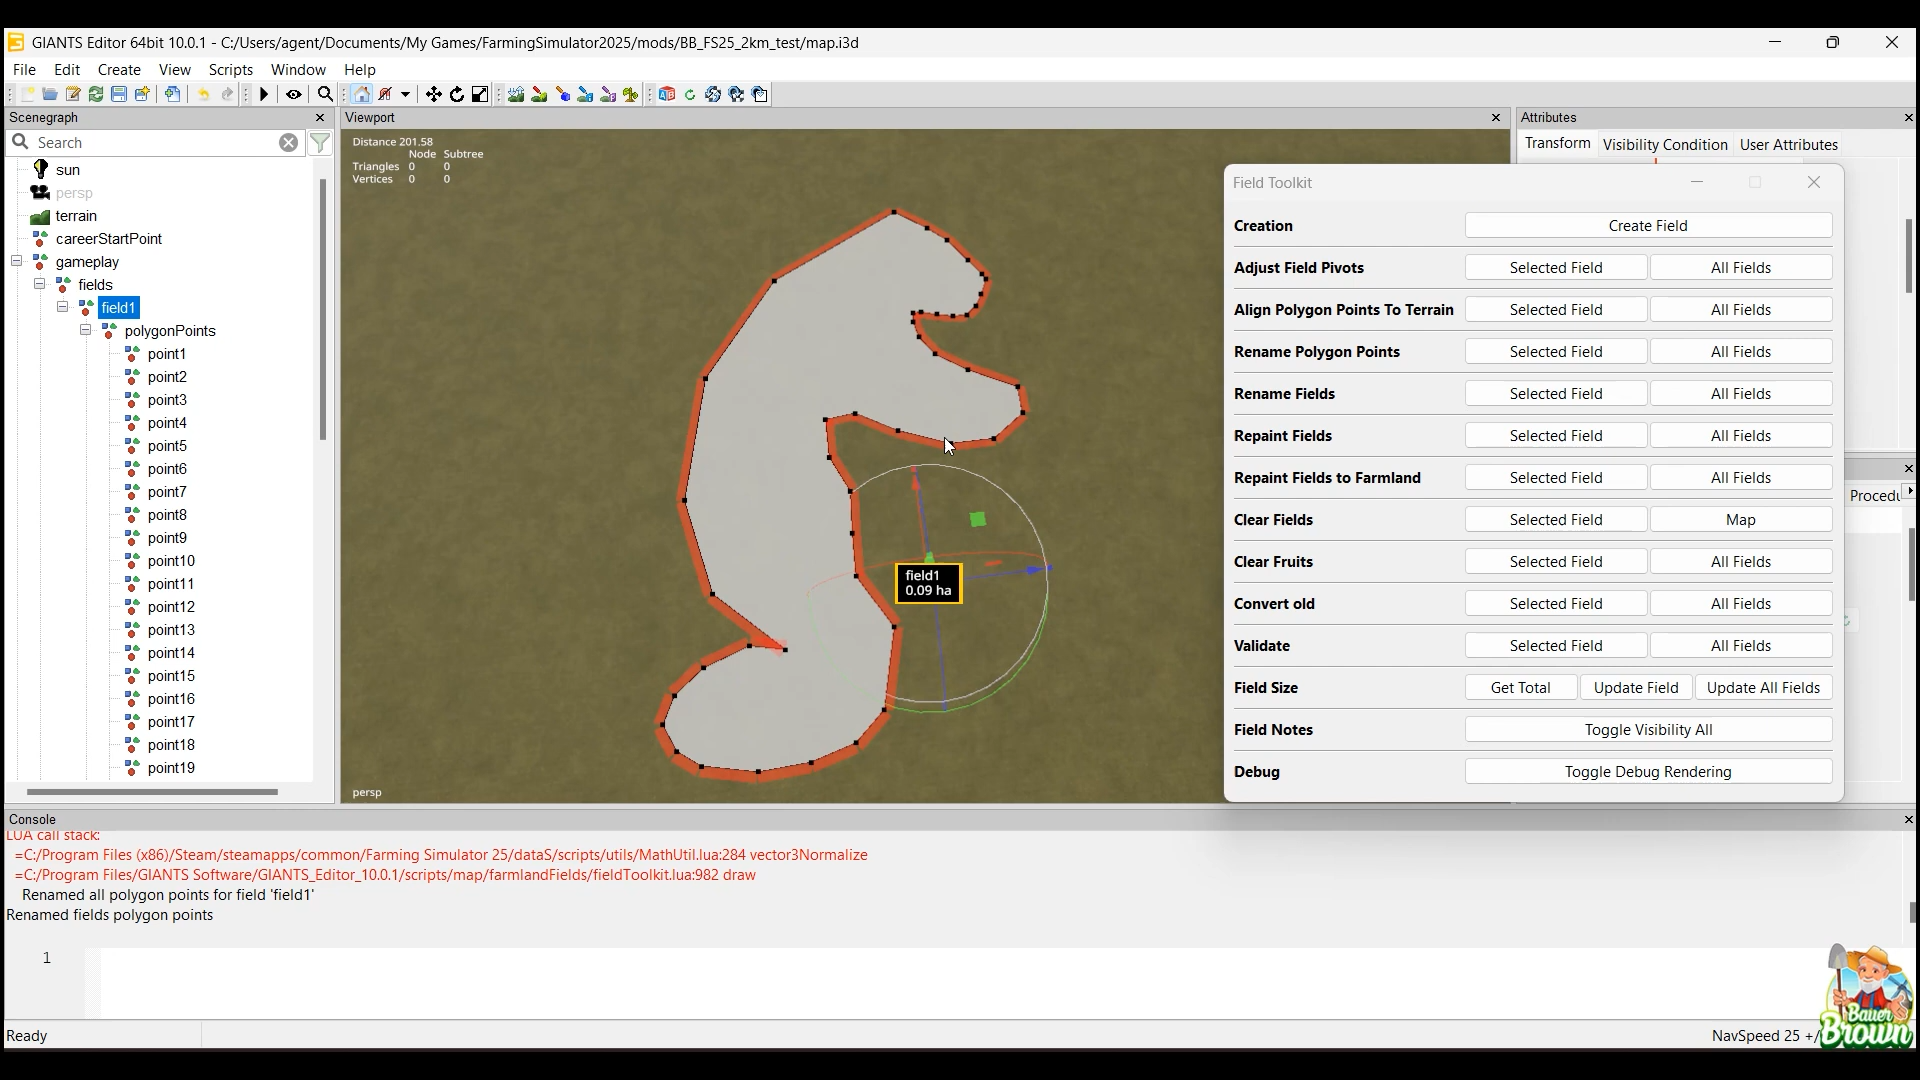 GIANTS Editor 64bit 10.0.1 - C:/Users/agent/Documents/My Games/FarmingSimulator2025/mods/BB_FS25_2km_test/map.i3d
File Edit Create View Scripts Window Help
Scenegraph
Search
sun
persp
terrain
careerStartPoint
gameplay
fields
field1
polygonPoints
point1
point2
point3
point4
point5
point6
point7
point8
point9
point10
point11
point12
point13
point14
point15
point16
point17
point18
point19
Viewport
Distance 201.58
Node Subtree
Triangles 0 0
Vertices 0 0
field1
0.09 ha
persp
Attributes
Transform Visibility Condition User Attributes
Field Toolkit
Creation Create Field
Adjust Field Pivots Selected Field All Fields
Align Polygon Points To Terrain Selected Field All Fields
Rename Polygon Points Selected Field All Fields
Rename Fields Selected Field All Fields
Repaint Fields Selected Field All Fields
Repaint Fields to Farmland Selected Field All Fields
Clear Fields Selected Field Map
Clear Fruits Selected Field All Fields
Convert old Selected Field All Fields
Validate Selected Field All Fields
Field Size Get Total Update Field Update All Fields
Field Notes Toggle Visibility All
Debug Toggle Debug Rendering
Console
LUA call stack:
=C:/Program Files (x86)/Steam/steamapps/common/Farming Simulator 25/dataS/scripts/utils/MathUtil.lua:284 vector3Normalize
=C:/Program Files/GIANTS Software/GIANTS_Editor_10.0.1/scripts/map/farmlandFields/fieldToolkit.lua:982 draw
Renamed all polygon points for field 'field1'
Renamed fields polygon points
1
Ready
NavSpeed 25 +/
Bauer
Brown